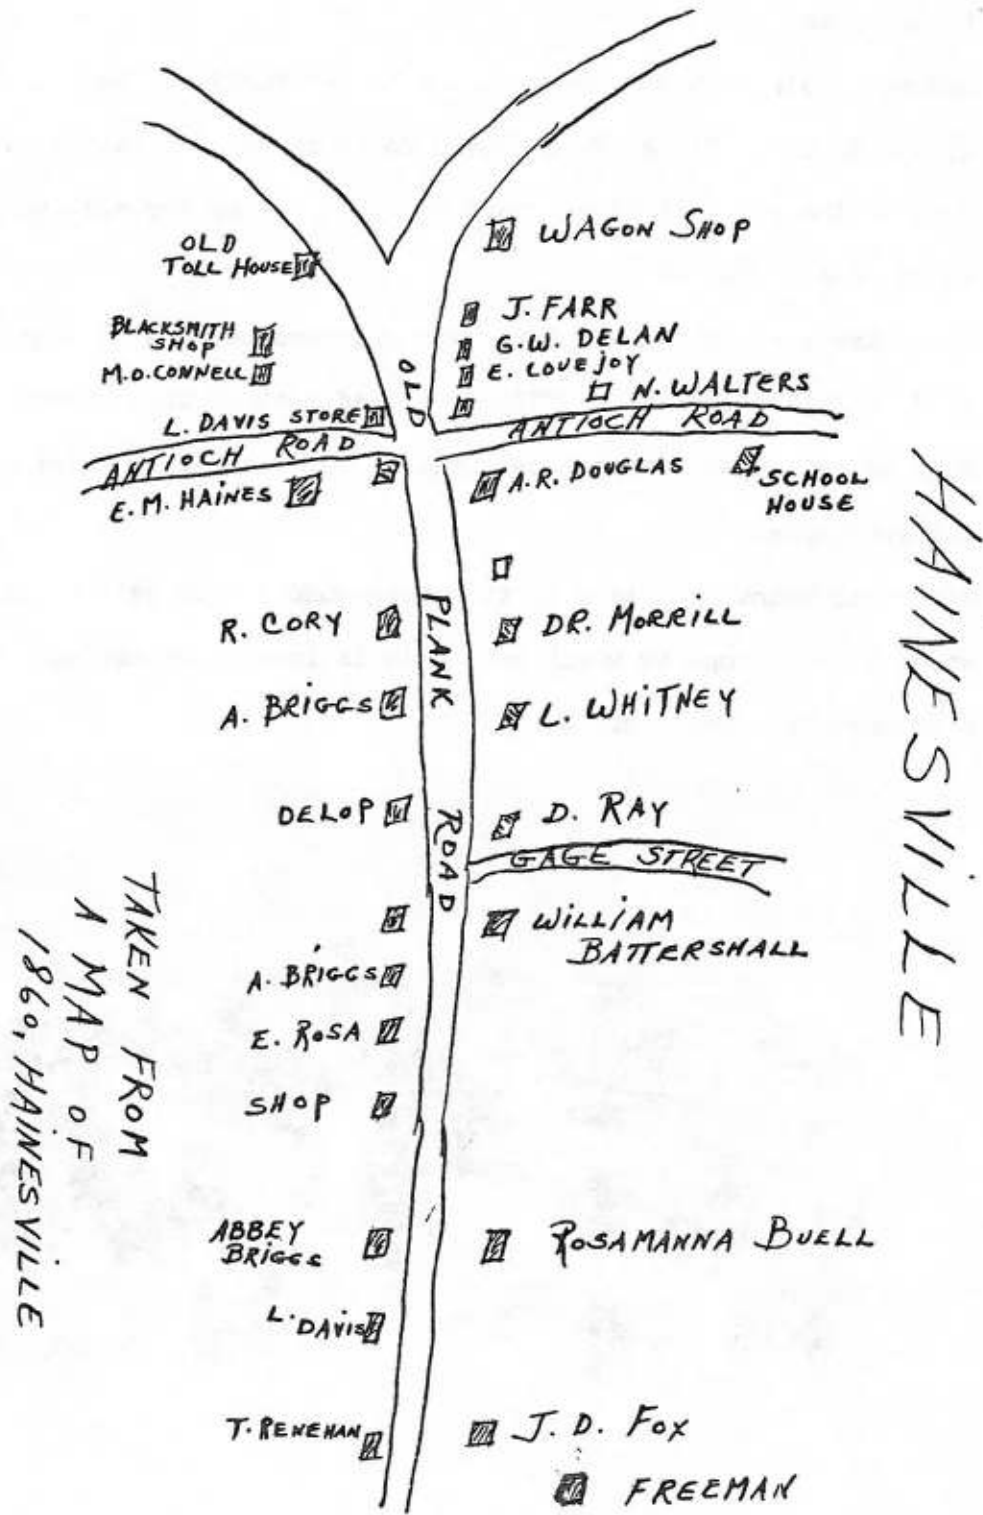 WAGON SHOP
OLD
TOLL HOUSE
J. FARR
BLACKSMITH
SHOP
G.W. DELAN
M.O.CONNELL
E. LOVEJOY
N. WALTERS
L. DAVIS STORE
ANTIOCH ROAD
ANTIOCH ROAD
E. M. HAINES
A.R. DOUGLAS
SCHOOL
HOUSE
OLD PLANK ROAD
R. CORY
DR. MORRILL
A. BRIGGS
L. WHITNEY
DELOP
D. RAY
GAGE STREET
WILLIAM
BATTERSHALL
A. BRIGGS
E. ROSA
SHOP
ABBEY
BRIGGS
ROSAMANNA BUELL
L. DAVIS
T. RENEHAN
J. D. FOX
FREEMAN
HAINESVILLE
TAKEN FROM
A MAP OF
1860, HAINESVILLE